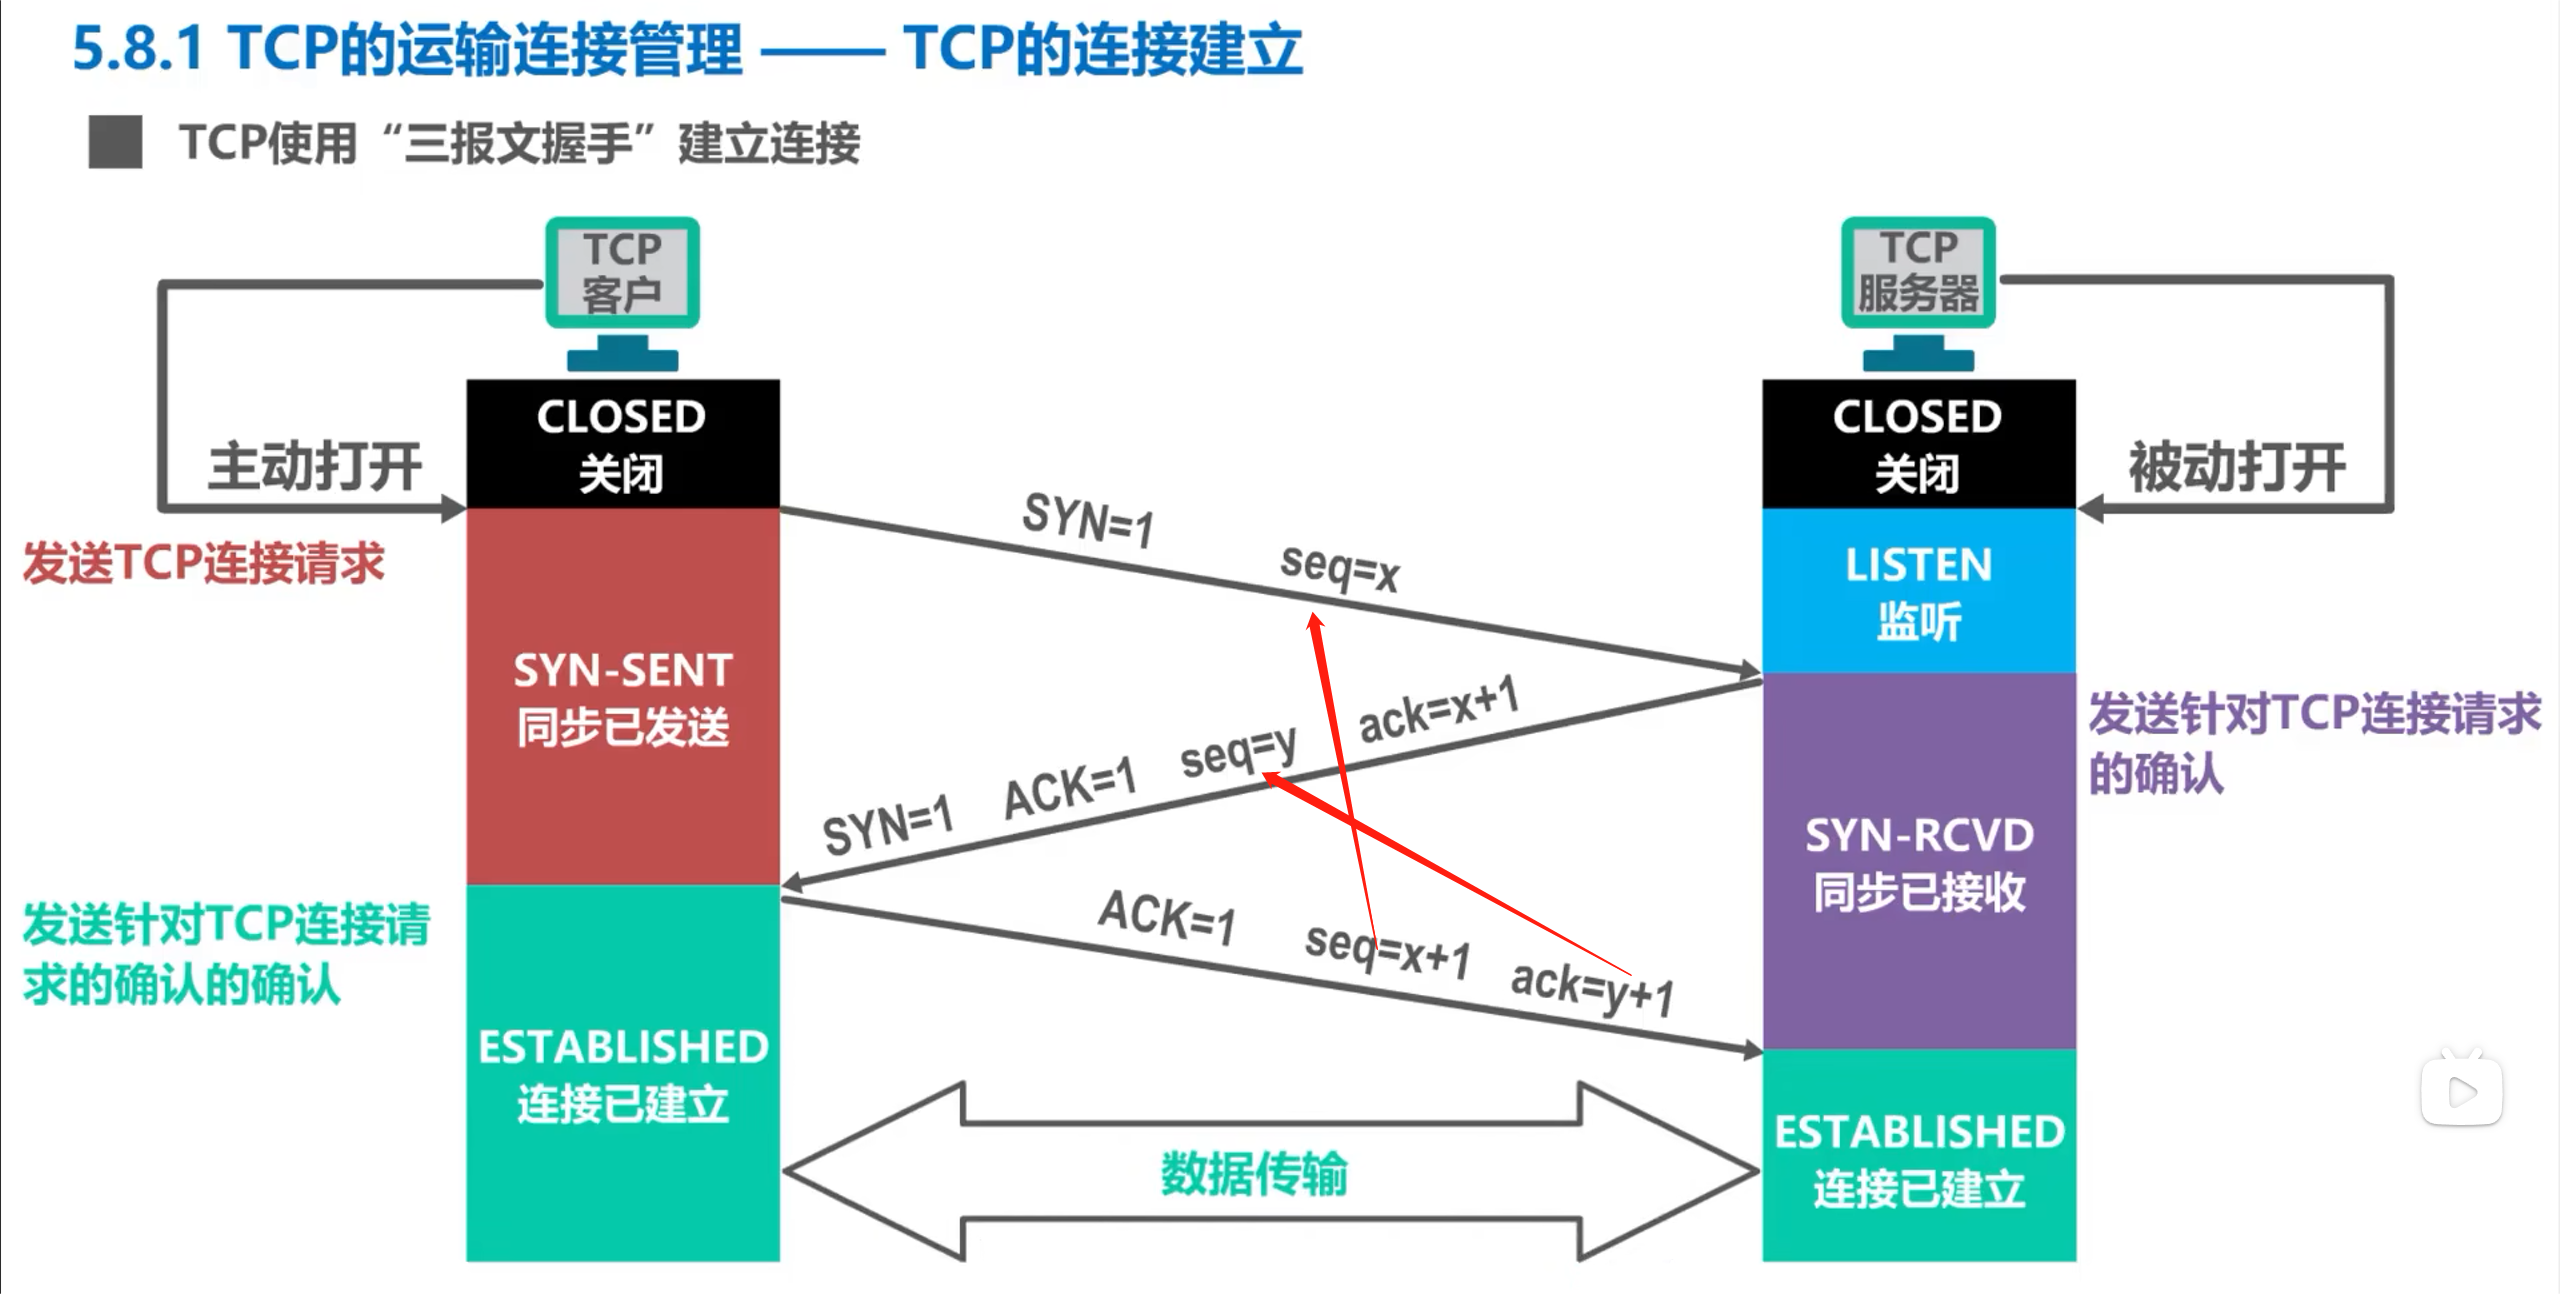 5.8.1 TCP的运输连接管理 —— TCP的连接建立
TCP使用“三报文握手”建立连接
TCP
客户
TCP
服务器
CLOSED
关闭
CLOSED
关闭
主动打开
被动打开
发送TCP连接请求
SYN=1 seq=x
LISTEN
监听
SYN-SENT
同步已发送
SYN=1 ACK=1 seq=y ack=x+1
发送针对TCP连接请求
的确认
SYN-RCVD
同步已接收
发送针对TCP连接请
求的确认的确认
ACK=1 seq=x+1 ack=y+1
ESTABLISHED
连接已建立
数据传输
ESTABLISHED
连接已建立